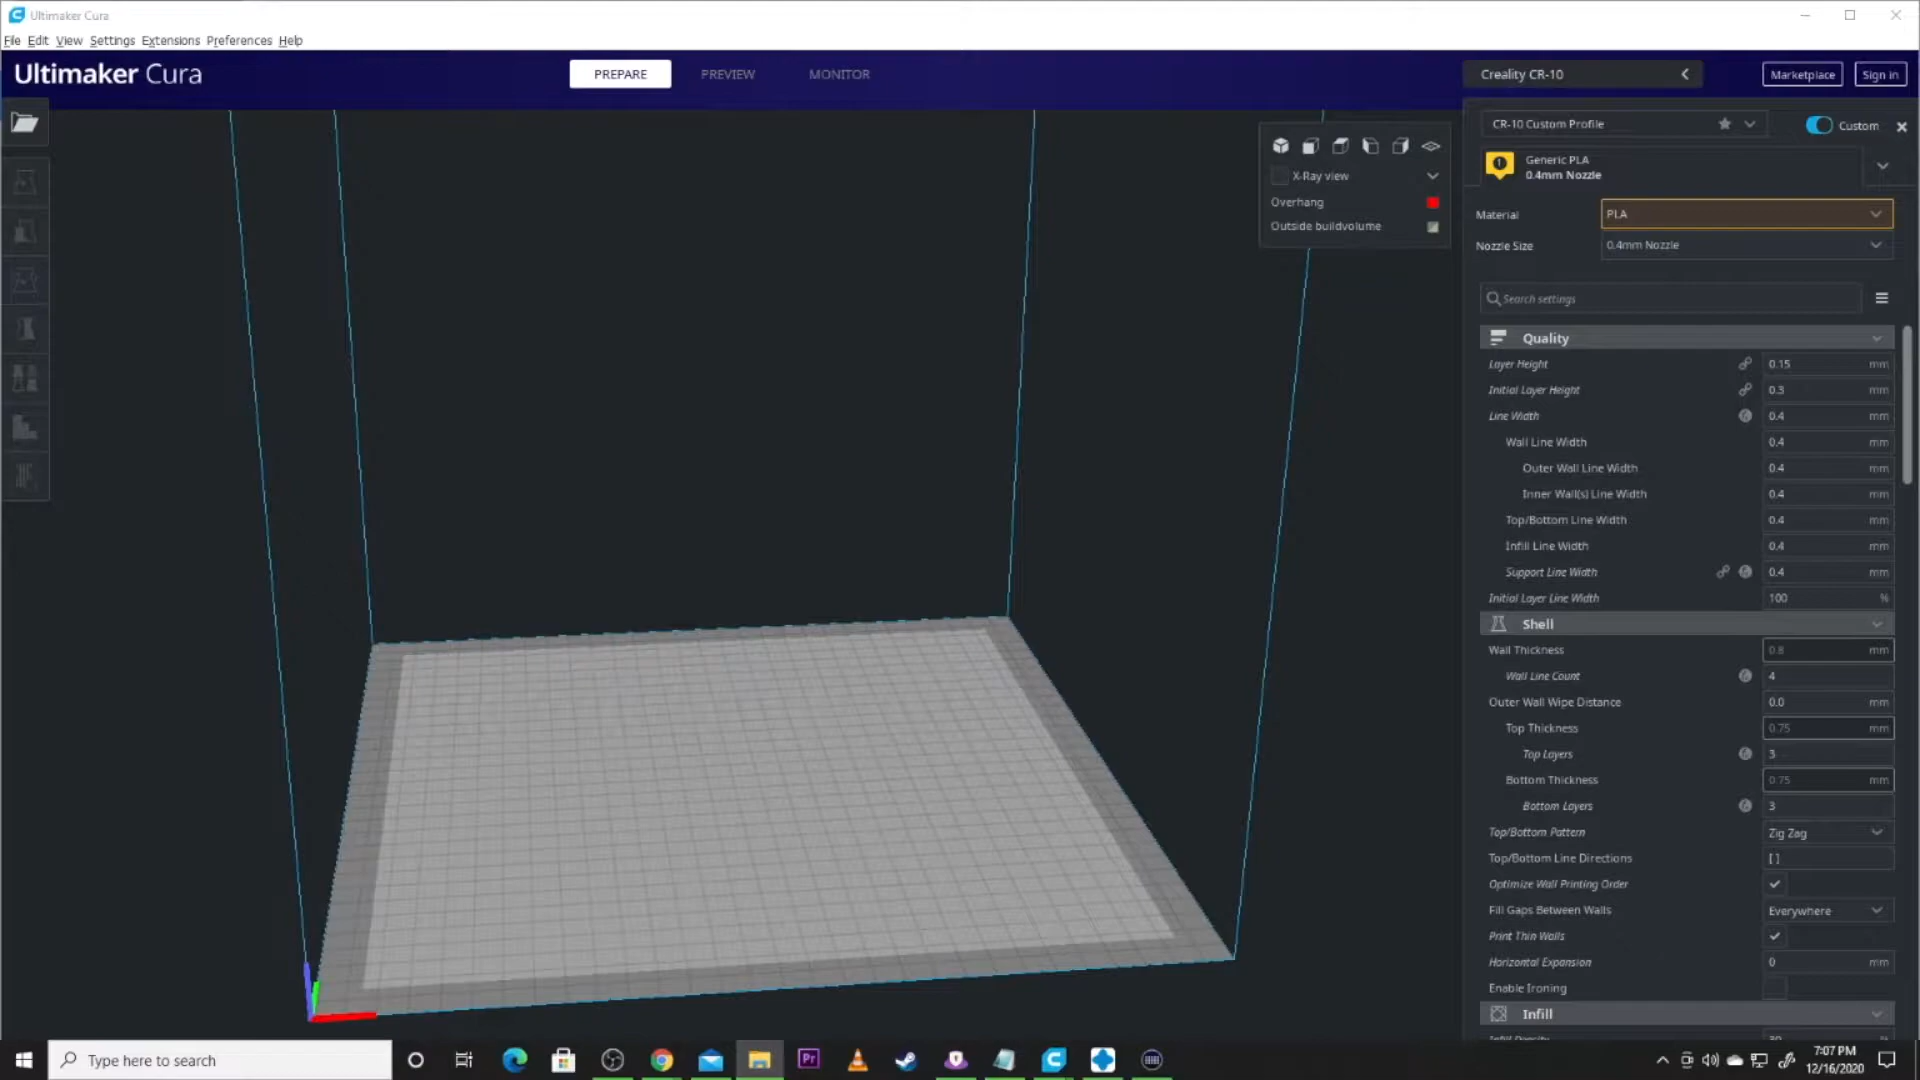 Ultimaker Cura
File Edit View Settings Extensions Preferences Help
Ultimaker Cura
PREPARE
PREVIEW
MONITOR
Creality CR-10
Marketplace
Sign in
X-Ray view
Overhang
Outside buildvolume
CR-10 Custom Profile
Custom
1
Generic PLA
0.4mm Nozzle
Material PLA
Nozzle Size 0.4mm Nozzle
Search settings
Quality
Layer Height 0.15 mm
Initial Layer Height 0.3 mm
Line Width 0.4 mm
Wall Line Width 0.4 mm
Outer Wall Line Width 0.4 mm
Inner Wall(s) Line Width 0.4 mm
Top/Bottom Line Width 0.4 mm
Infill Line Width 0.4 mm
Support Line Width 0.4 mm
Initial Layer Line Width 100 %
Shell
Wall Thickness 0.8 mm
Wall Line Count 4
Outer Wall Wipe Distance 0.0 mm
Top Thickness 0.75 mm
Top Layers 3
Bottom Thickness 0.75 mm
Bottom Layers 3
Top/Bottom Pattern Zig Zag
Top/Bottom Line Directions [ ]
Optimize Wall Printing Order
Fill Gaps Between Walls Everywhere
Print Thin Walls
Horizontal Expansion 0 mm
Enable Ironing
Infill
Type here to search
Pr
7:07 PM
12/16/2020